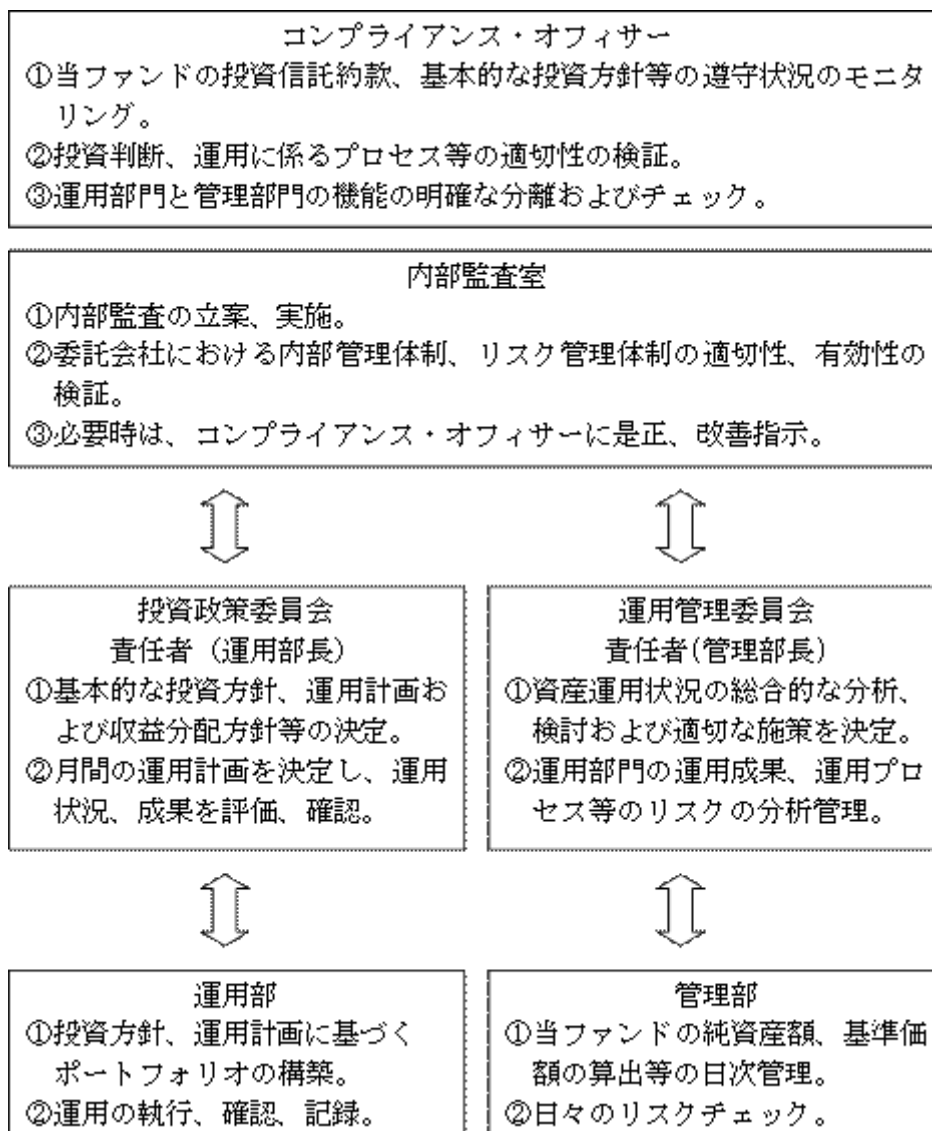 コンプライアンス・オフィサー
①当ファンドの投資信託約款、基本的な投資方針等の遵守状況のモニタ
リング。
②投資判断、運用に係るプロセス等の適切性の検証。
③運用部門と管理部門の機能の明確な分離およびチェック。
内部監査室
①内部監査の立案、実施。
②委託会社における内部管理体制、リスク管理体制の適切性、有効性の
検証。
③必要時は、コンプライアンス・オフィサーに是正、改善指示。
投資政策委員会
責任者（運用部長）
①基本的な投資方針、運用計画お
よび収益分配方針等の決定。
②月間の運用計画を決定し、運用
状況、成果を評価、確認。
運用管理委員会
責任者(管理部長)
①資産運用状況の総合的な分析、
検討および適切な施策を決定。
②運用部門の運用成果、運用プロ
セス等のリスクの分析管理。
運用部
①投資方針、運用計画に基づく
ポートフォリオの構築。
②運用の執行、確認、記録。
管理部
①当ファンドの純資産額、基準価
額の算出等の日次管理。
②日々のリスクチェック。